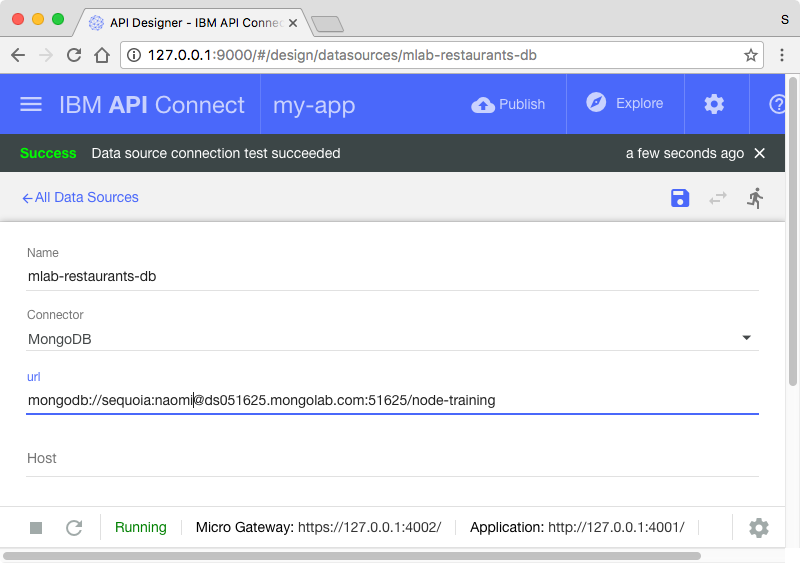 API Designer - IBM API Connec
S
127.0.0.1:9000/#/design/datasources/mlab-restaurants-db
IBM API Connect my-app Publish Explore
Success Data source connection test succeeded a few seconds ago
All Data Sources
Name
mlab-restaurants-db
Connector
MongoDB
url
mongodb://sequoia:naomi@ds051625.mongolab.com:51625/node-training
Host
Running Micro Gateway: https://127.0.0.1:4002/ Application: http://127.0.0.1:4001/